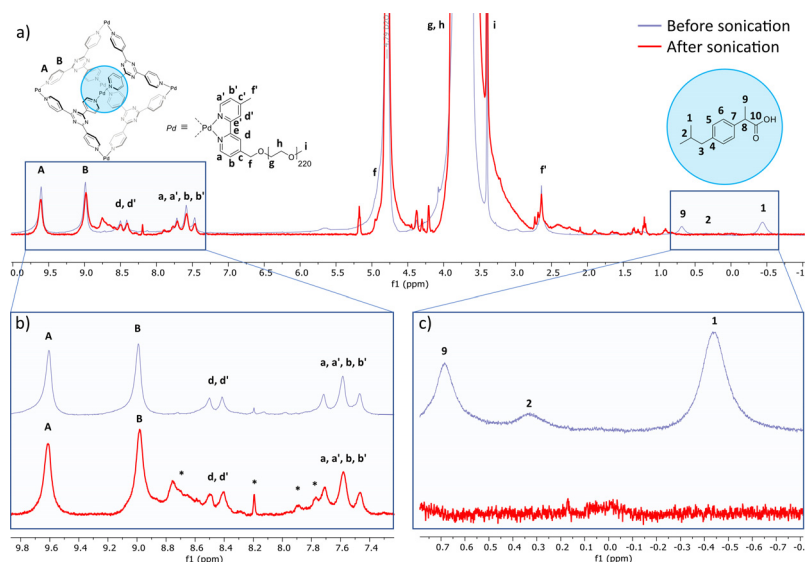 a)
Pd
A B
N
Pd Pd
Pd
Pd
Pd ≡
Pd
N
N
a' b' c' f'
d'
e'
e
d
a b c f
O
g
h
O
i
220
g, h
i
Before sonication
After sonication
1
2
3
4
5
6
7
8
9
10
OH
O
A
B
d, d'
a, a', b, b'
f
f'
9
2
1
10.0 9.5 9.0 8.5 8.0 7.5 7.0 6.5 6.0 5.5 5.0 4.5 4.0 3.5 3.0 2.5 2.0 1.5 1.0 0.5 0.0 -0.5
f1 (ppm)
b)
A
B
d, d'
a, a', b, b'
A
B
*
d, d'
*
*
*
a, a', b, b'
9.8 9.6 9.4 9.2 9.0 8.8 8.6 8.4 8.2 8.0 7.8 7.6 7.4
f1 (ppm)
c)
9
2
1
0.7 0.6 0.5 0.4 0.3 0.2 0.1 0.0 -0.1 -0.2 -0.3 -0.4 -0.5 -0.6 -0.7
f1 (ppm)